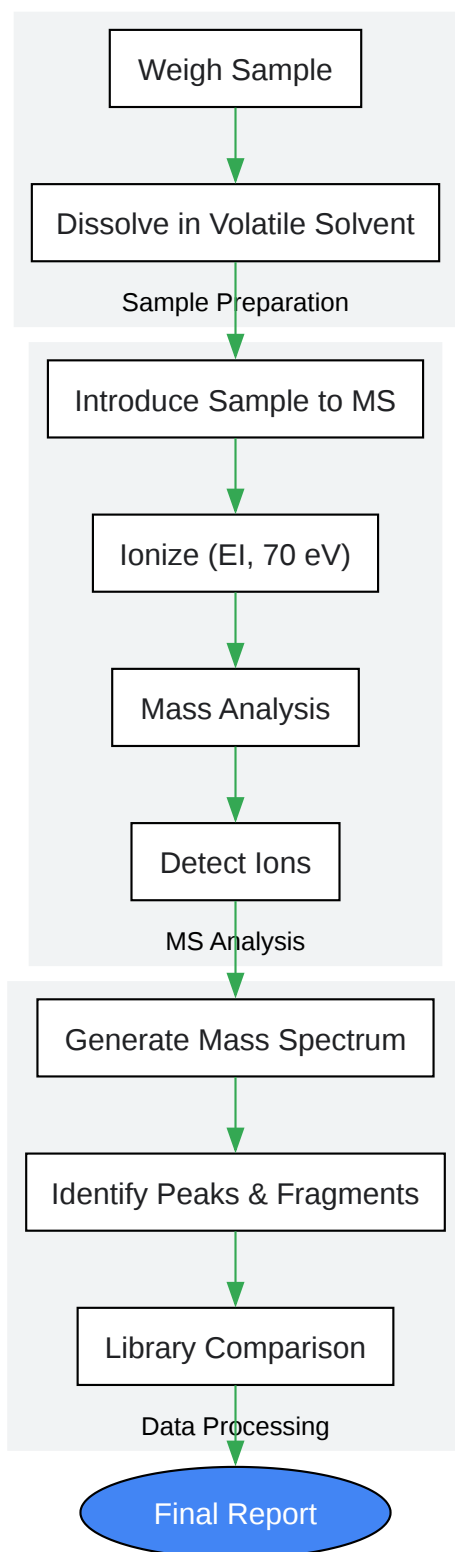 Weigh Sample
Dissolve in Volatile Solvent
Sample Preparation
Introduce Sample to MS
Ionize (EI, 70 eV)
Mass Analysis
Detect Ions
MS Analysis
Generate Mass Spectrum
Identify Peaks & Fragments
Library Comparison
Data Processing
Final Report